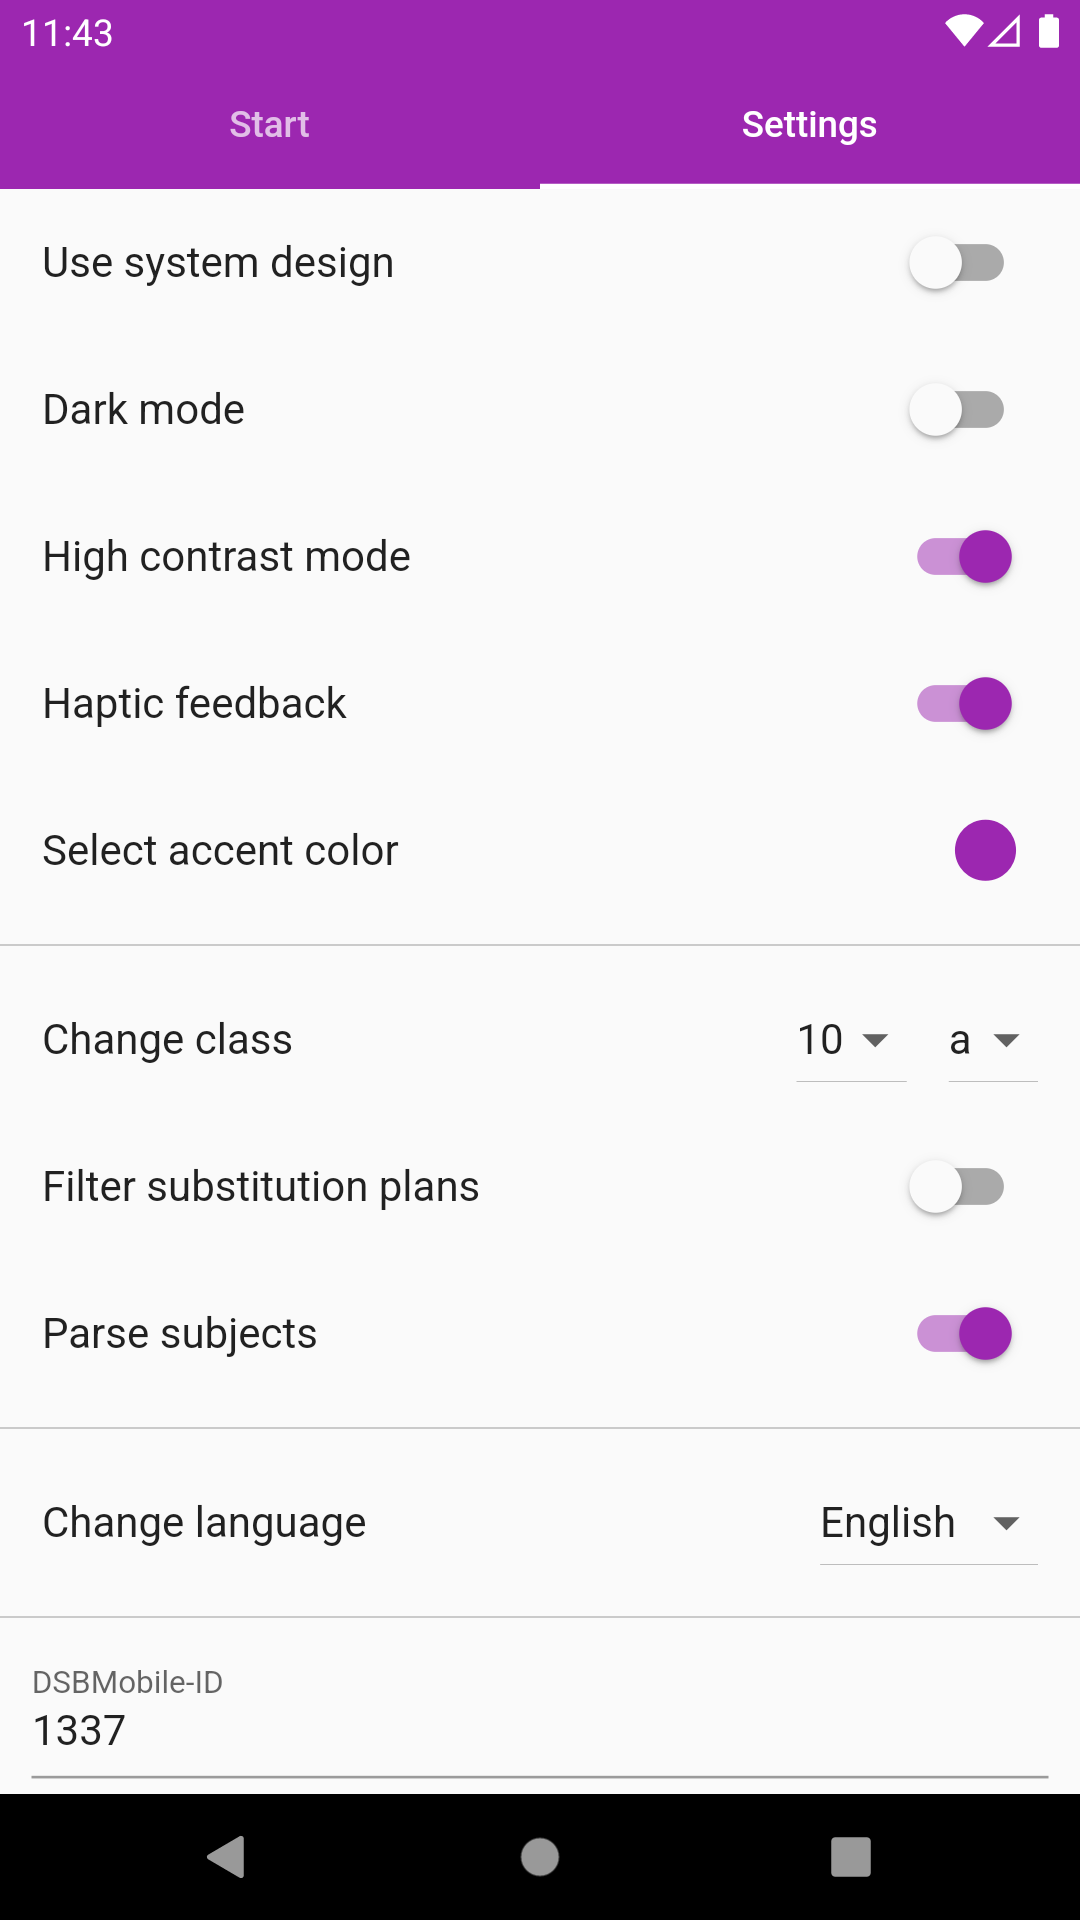 11:43
Start Settings
Use system design
Dark mode
High contrast mode
Haptic feedback
Select accent color
Change class 10 a
Filter substitution plans
Parse subjects
Change language English
DSBMobile-ID
1337